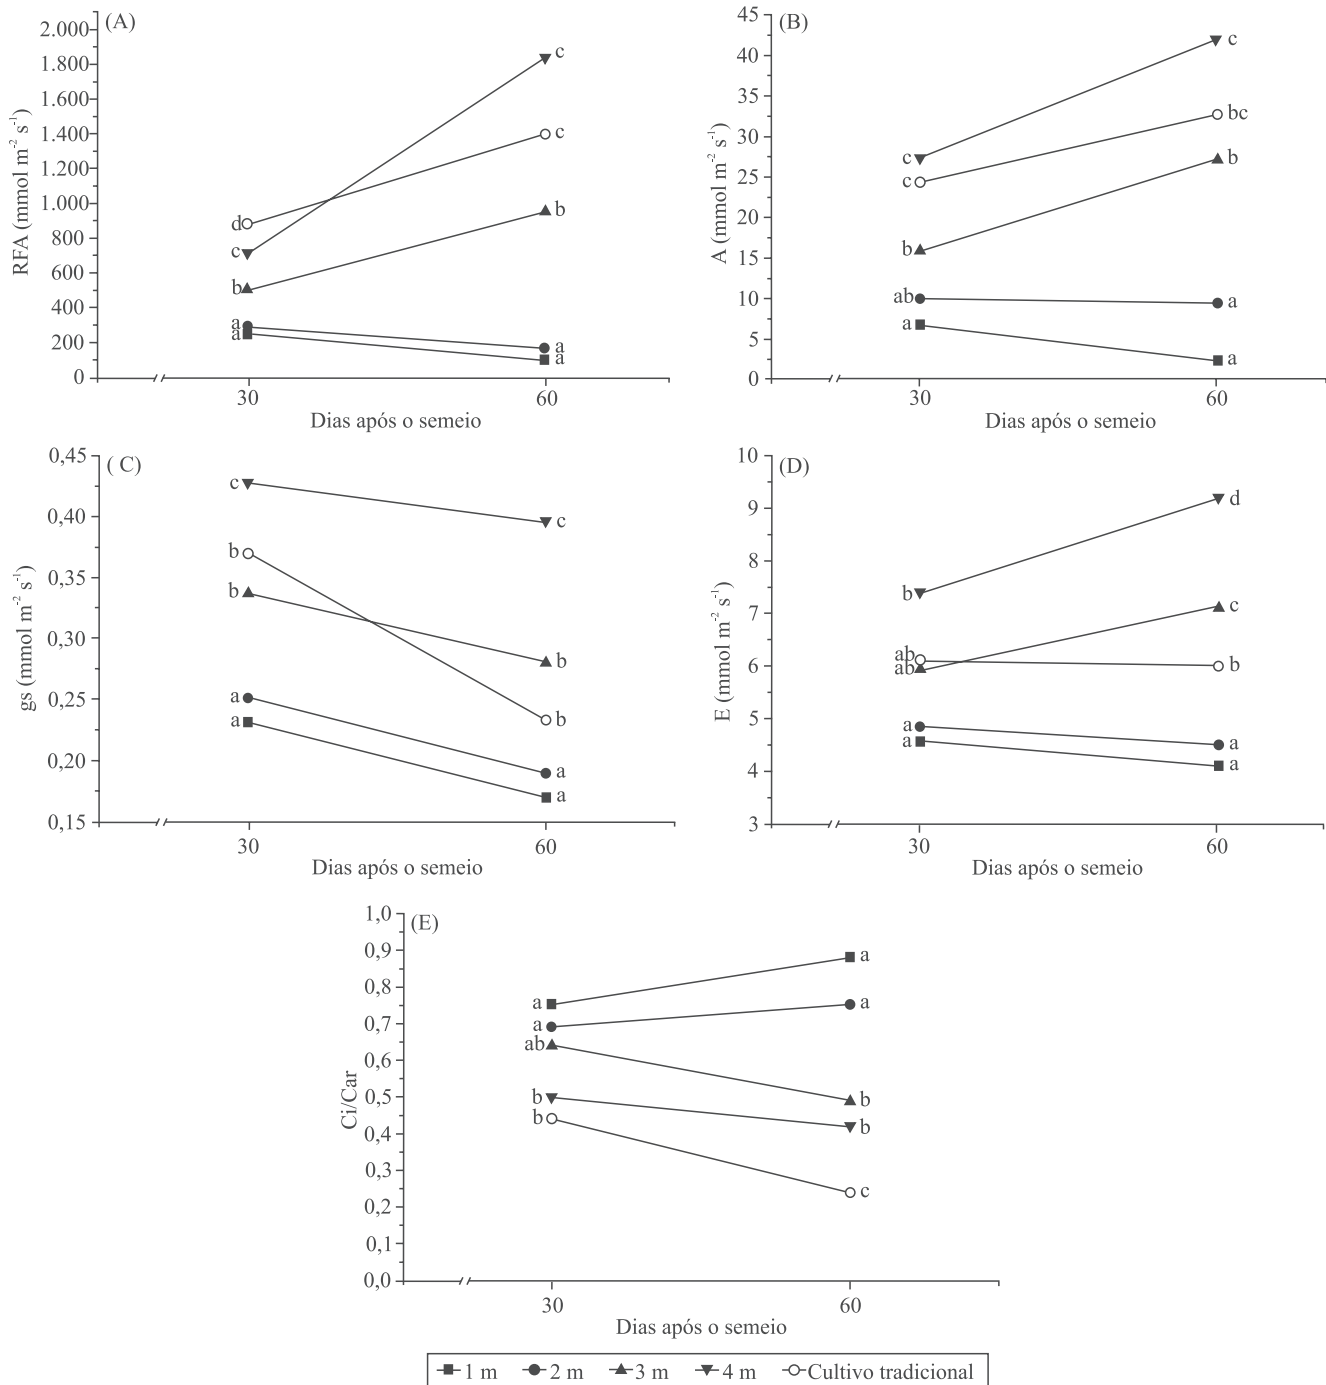 (A)
2.000
1.800
1.600
1.400
1.200
1.000
800
600
400
200
0
RFA (mmol m⁻² s⁻¹)
d
c
b
a
a
c
c
b
a
a
30
60
Dias após o semeio
(B)
45
40
35
30
25
20
15
10
5
0
A (mmol m⁻² s⁻¹)
c
c
b
ab
a
c
bc
b
a
a
30
60
Dias após o semeio
( C)
0,45
0,40
0,35
0,30
0,25
0,20
0,15
gs (mmol m⁻² s⁻¹)
c
b
b
a
a
c
b
b
a
a
30
60
Dias após o semeio
(D)
10
9
8
7
6
5
4
3
E (mmol m⁻² s⁻¹)
b
ab
ab
a
a
d
c
b
a
a
30
60
Dias após o semeio
(E)
1,0
0,9
0,8
0,7
0,6
0,5
0,4
0,3
0,2
0,1
0,0
Ci/Car
a
a
ab
b
b
a
a
b
b
c
30
60
Dias após o semeio
1 m 2 m 3 m 4 m Cultivo tradicional